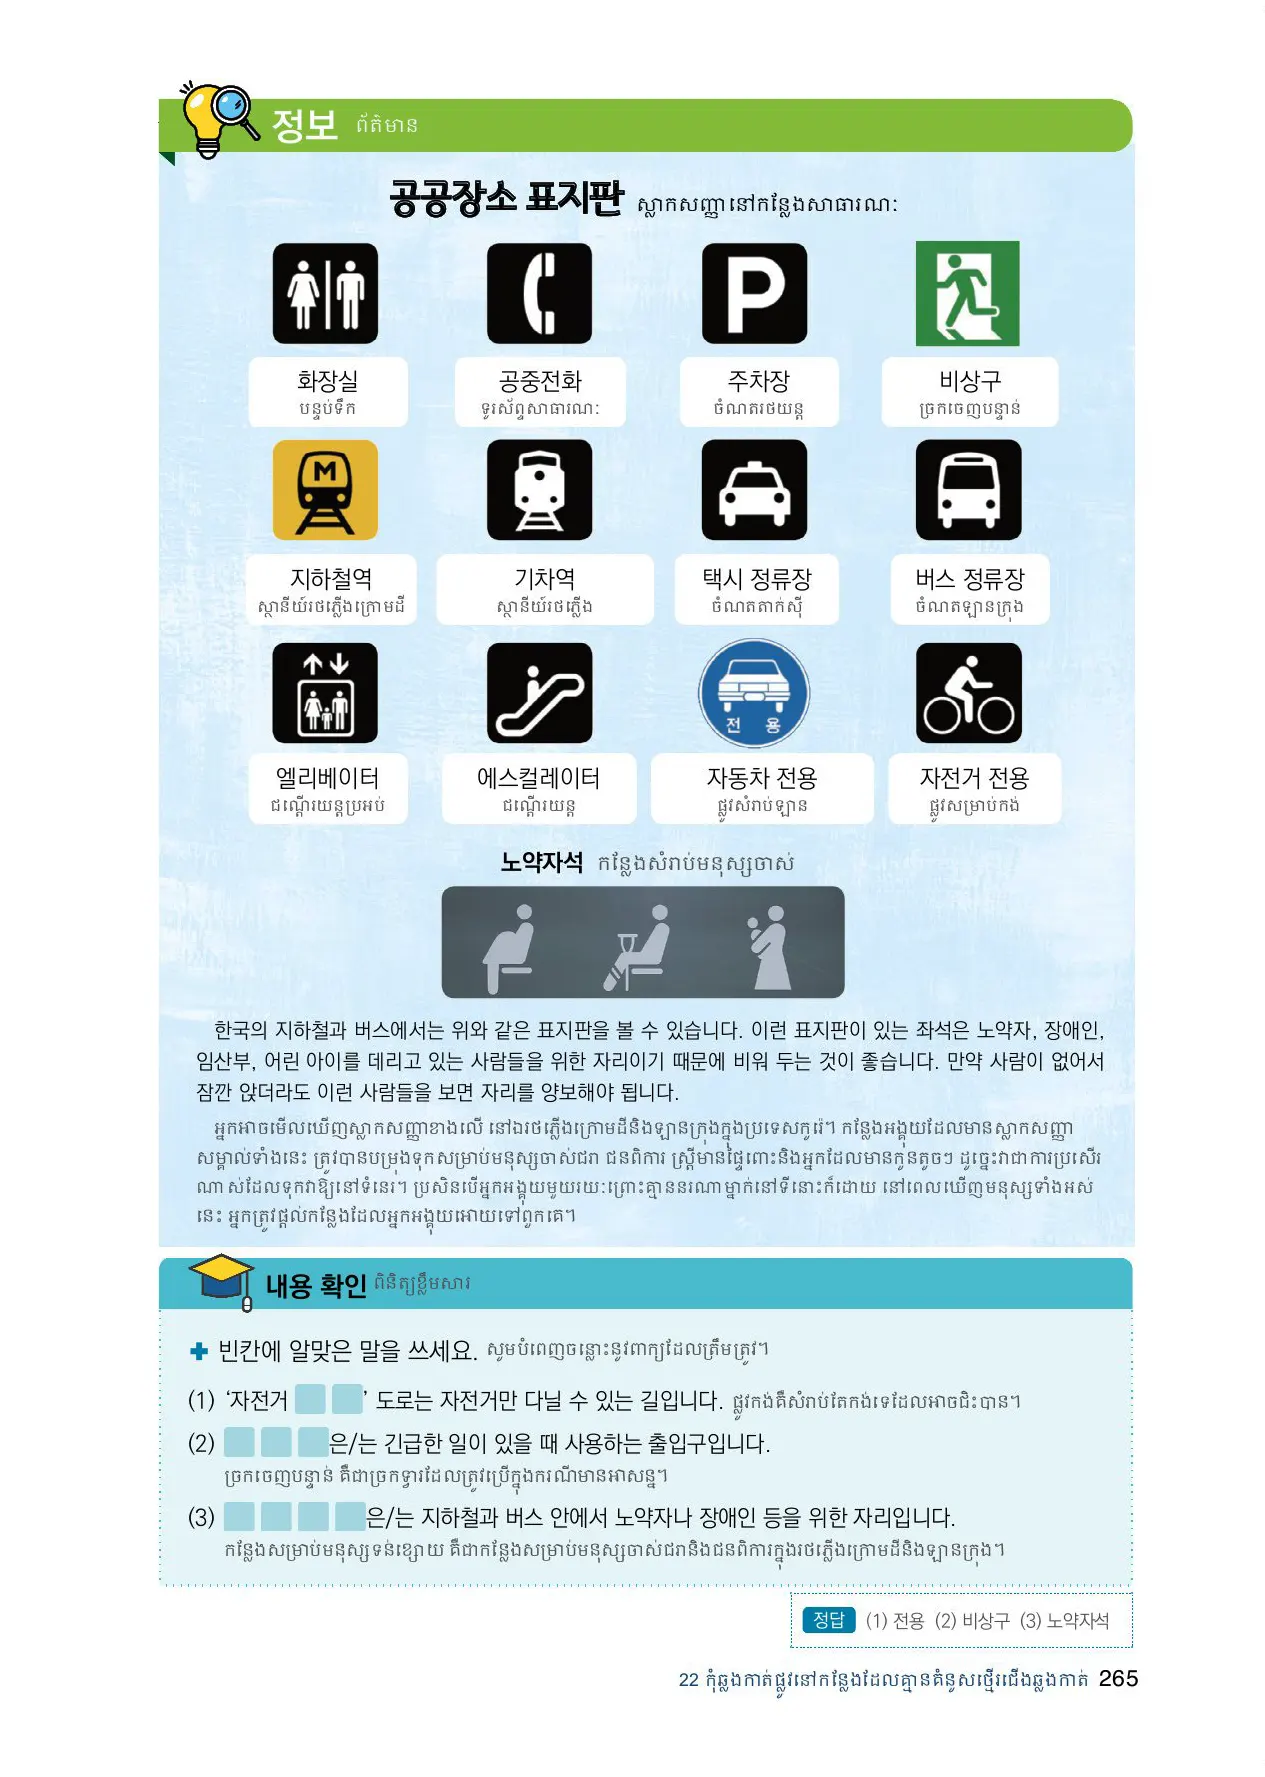 정보 ព័ត៌មាន
공공장소 표지판 ស្លាកសញ្ញានៅកន្លែងសាធារណៈ
P
화장실 공중전화 주차장 비상구
បន្ទប់ទឹក ទូរស័ព្ទសាធារណៈ ចំណតរថយន្ត ច្រកចេញបន្ទាន់
M
지하철역 기차역 택시 정류장 버스 정류장
ស្ថានីយ៍រថភ្លើងក្រោមដី ស្ថានីយ៍រថភ្លើង ចំណតតាក់ស៊ី ចំណតឡានក្រុង
전 용
엘리베이터 에스컬레이터 자동차 전용 자전거 전용
ជណ្តើរយន្តប្រអប់ ជណ្តើរយន្ត ផ្លូវសំរាប់ឡាន ផ្លូវសម្រាប់កង់
노약자석 កន្លែងសំរាប់មនុស្សចាស់
한국의 지하철과 버스에서는 위와 같은 표지판을 볼 수 있습니다. 이런 표지판이 있는 좌석은 노약자, 장애인,
임산부, 어린 아이를 데리고 있는 사람들을 위한 자리이기 때문에 비워 두는 것이 좋습니다. 만약 사람이 없어서
잠깐 앉더라도 이런 사람들을 보면 자리를 양보해야 됩니다.
អ្នកអាចមើលឃើញស្លាកសញ្ញាខាងលើ នៅឯរថភ្លើងក្រោមដីនិងឡានក្រុងក្នុងប្រទេសកូរ៉េ។ កន្លែងអង្គុយដែលមានស្លាកសញ្ញា
សម្គាល់ទាំងនេះ ត្រូវបានបម្រុងទុកសម្រាប់មនុស្សចាស់ជរា ជនពិការ ស្ត្រីមានផ្ទៃពោះនិងអ្នកដែលមានកូនតូចៗ ដូច្នេះវាជាការប្រសើរ
ណាស់ដែលទុកវាឱ្យនៅទំនេរ។ ប្រសិនបើអ្នកអង្គុយមួយរយៈព្រោះគ្មាននរណាម្នាក់នៅទីនោះក៏ដោយ នៅពេលឃើញមនុស្សទាំងអស់
នេះ អ្នកត្រូវផ្តល់កន្លែងដែលអ្នកអង្គុយអោយទៅពួកគេ។
내용 확인 ពិនិត្យខ្លឹមសារ
빈칸에 알맞은 말을 쓰세요. សូមបំពេញចន្លោះនូវពាក្យដែលត្រឹមត្រូវ។
(1) ‘자전거 ’ 도로는 자전거만 다닐 수 있는 길입니다. ផ្លូវកង់គឺសំរាប់តែកង់ទេដែលអាចជិះបាន។
(2) 은/는 긴급한 일이 있을 때 사용하는 출입구입니다.
ច្រកចេញបន្ទាន់ គឺជាច្រកទ្វារដែលត្រូវប្រើក្នុងករណីមានអាសន្ន។
(3) 은/는 지하철과 버스 안에서 노약자나 장애인 등을 위한 자리입니다.
កន្លែងសម្រាប់មនុស្សទន់ខ្សោយ គឺជាកន្លែងសម្រាប់មនុស្សចាស់ជរានិងជនពិការក្នុងរថភ្លើងក្រោមដីនិងឡានក្រុង។
정답 (1) 전용 (2) 비상구 (3) 노약자석
22 កុំឆ្លងកាត់ផ្លូវនៅកន្លែងដែលគ្មានគំនូសថ្មើរជើងឆ្លងកាត់ 265